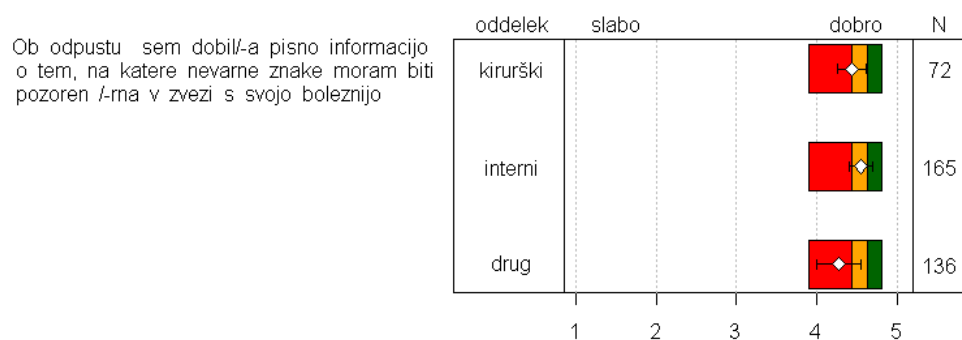 oddelek slabo dobro N
Ob odpustu sem dobil/-a pisno informacijo
o tem, na katere nevarne znake moram biti
pozoren /-rna v zvezi s svojo boleznijo
kirurški 72
interni 165
drug 136
1 2 3 4 5